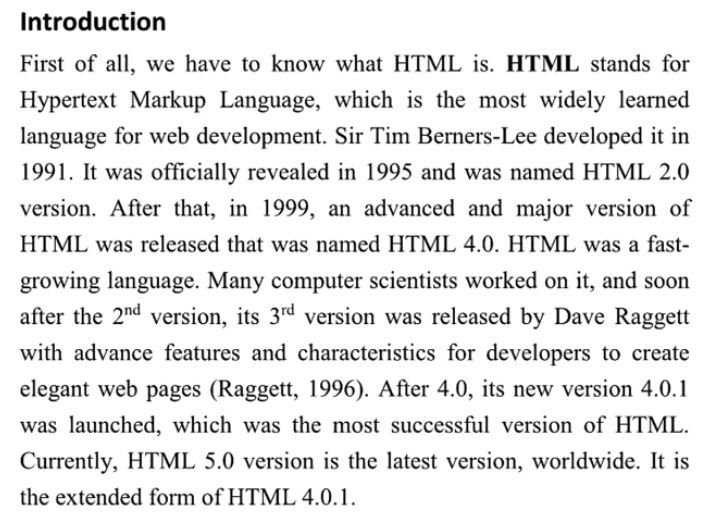 Introduction
First of all, we have to know what HTML is. HTML stands for
Hypertext Markup Language, which is the most widely learned
language for web development. Sir Tim Berners-Lee developed it in
1991. It was officially revealed in 1995 and was named HTML 2.0
version. After that, in 1999, an advanced and major version of
HTML was released that was named HTML 4.0. HTML was a fast-
growing language. Many computer scientists worked on it, and soon
after the 2nd version, its 3rd version was released by Dave Raggett
with advance features and characteristics for developers to create
elegant web pages (Raggett, 1996). After 4.0, its new version 4.0.1
was launched, which was the most successful version of HTML.
Currently, HTML 5.0 version is the latest version, worldwide. It is
the extended form of HTML 4.0.1.